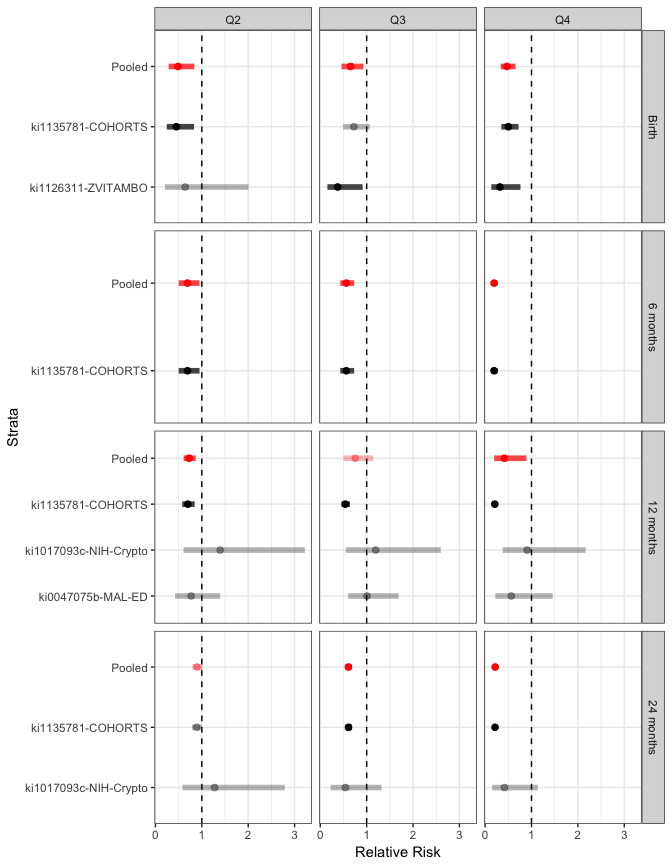 Q2 Q3 Q4
Strata
Birth
Pooled
ki1135781-COHORTS
ki1126311-ZVITAMBO
6 months
Pooled
ki1135781-COHORTS
12 months
Pooled
ki1135781-COHORTS
ki1017093c-NIH-Crypto
ki0047075b-MAL-ED
24 months
Pooled
ki1135781-COHORTS
ki1017093c-NIH-Crypto
0 1 2 3 0 1 2 3 0 1 2 3
Relative Risk